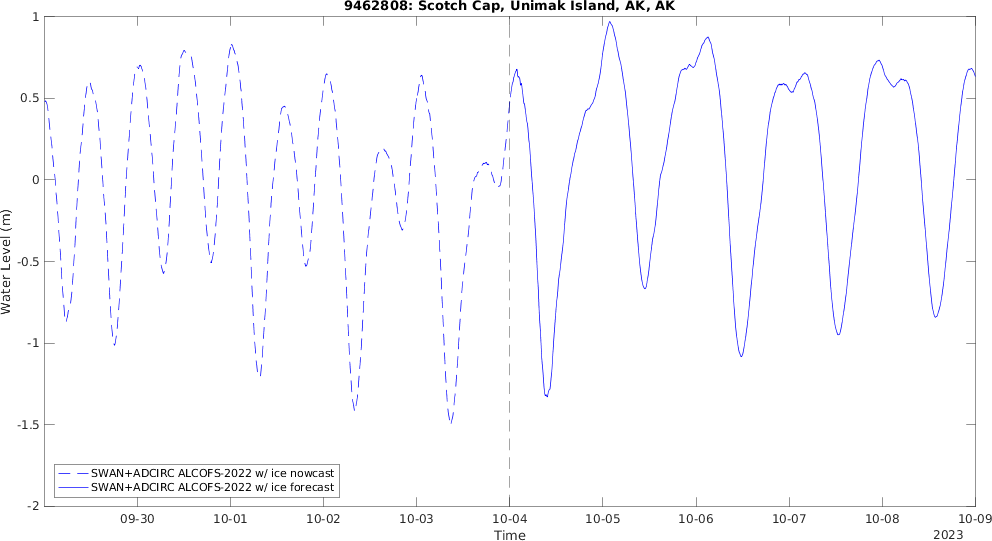 9462808: Scotch Cap, Unimak Island, AK, AK
Water Level (m)
1
0.5
0
-0.5
-1
-1.5
-2
SWAN+ADCIRC ALCOFS-2022 w/ ice nowcast
SWAN+ADCIRC ALCOFS-2022 w/ ice forecast
09-30 10-01 10-02 10-03 10-04 10-05 10-06 10-07 10-08 10-09
Time
2023